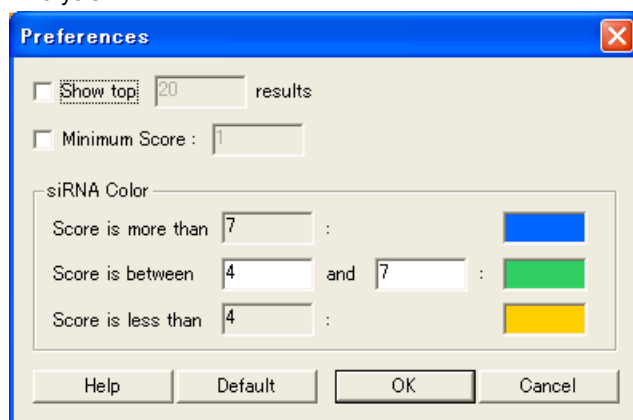 Preferences
Show top 20 results
Minimum Score : 1
siRNA Color
Score is more than 7 :
Score is between 4 and 7 :
Score is less than 4 :
Help Default OK Cancel